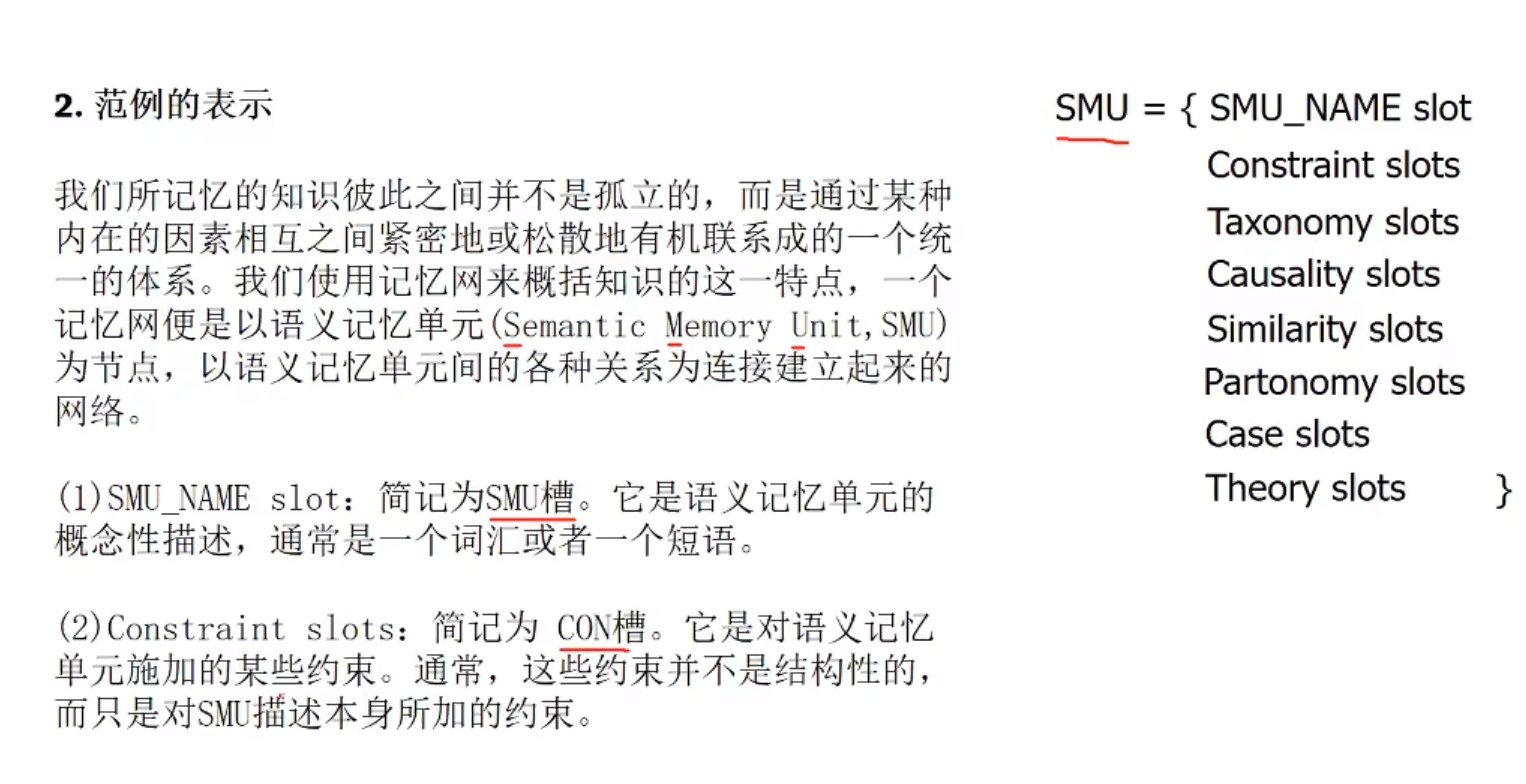 2. 范例的表示
我们所记忆的知识彼此之间并不是孤立的，而是通过某种
内在的因素相互之间紧密地或松散地有机联系成的一个统
一的体系。我们使用记忆网来概括知识的这一特点，一个
记忆网便是以语义记忆单元(Semantic Memory Unit,SMU)
为节点，以语义记忆单元间的各种关系为连接建立起来的
网络。
(1)SMU_NAME slot：简记为SMU槽。它是语义记忆单元的
概念性描述，通常是一个词汇或者一个短语。
(2)Constraint slots：简记为 CON槽。它是对语义记忆
单元施加的某些约束。通常，这些约束并不是结构性的，
而只是对SMU描述本身所加的约束。
SMU = { SMU_NAME slot
Constraint slots
Taxonomy slots
Causality slots
Similarity slots
Partonomy slots
Case slots
Theory slots }